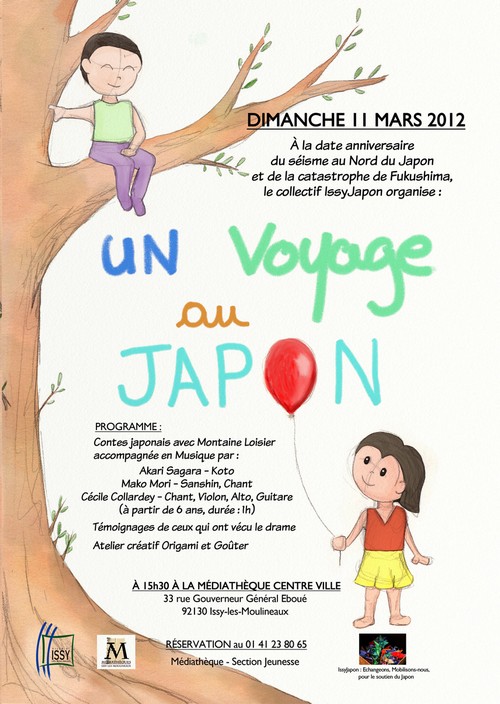 DIMANCHE 11 MARS 2012
À la date anniversaire
du séisme au Nord du Japon
et de la catastrophe de Fukushima,
le collectif IssyJapon organise :
UN Voyage
au
JAPON
PROGRAMME :
Contes japonais avec Montaine Loisier
accompagnée en Musique par :
Akari Sagara - Koto
Mako Mori - Sanshin, Chant
Cécile Collardey - Chant, Violon, Alto, Guitare
(à partir de 6 ans, durée : 1h)
Témoignages de ceux qui ont vécu le drame
Atelier créatif Origami et Goûter
À 15h30 À LA MÉDIATHÈQUE CENTRE VILLE
33 rue Gouverneur Général Eboué
92130 Issy-les-Moulineaux
RÉSERVATION au 01 41 23 80 65
Médiathèque - Section Jeunesse
ISSY
M
IssyJapon : Echangeons, Mobilisons-nous,
pour le soutien du Japon